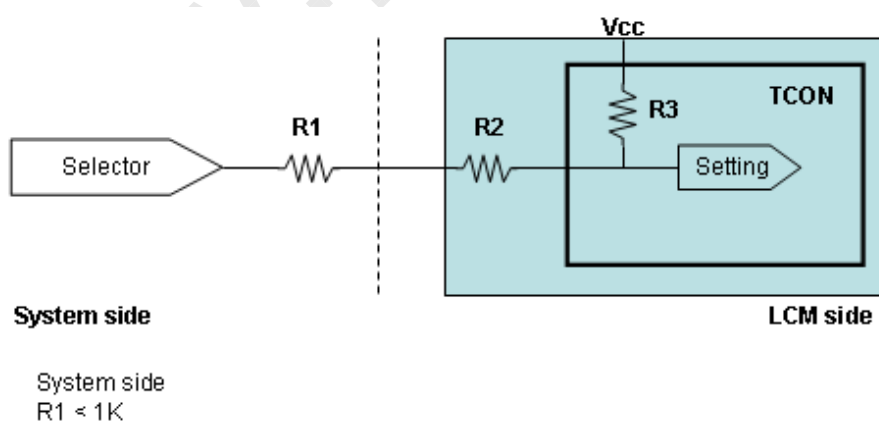 Vcc
TCON
R1
R2
R3
Selector
Setting
System side
LCM side
System side
R1 < 1K